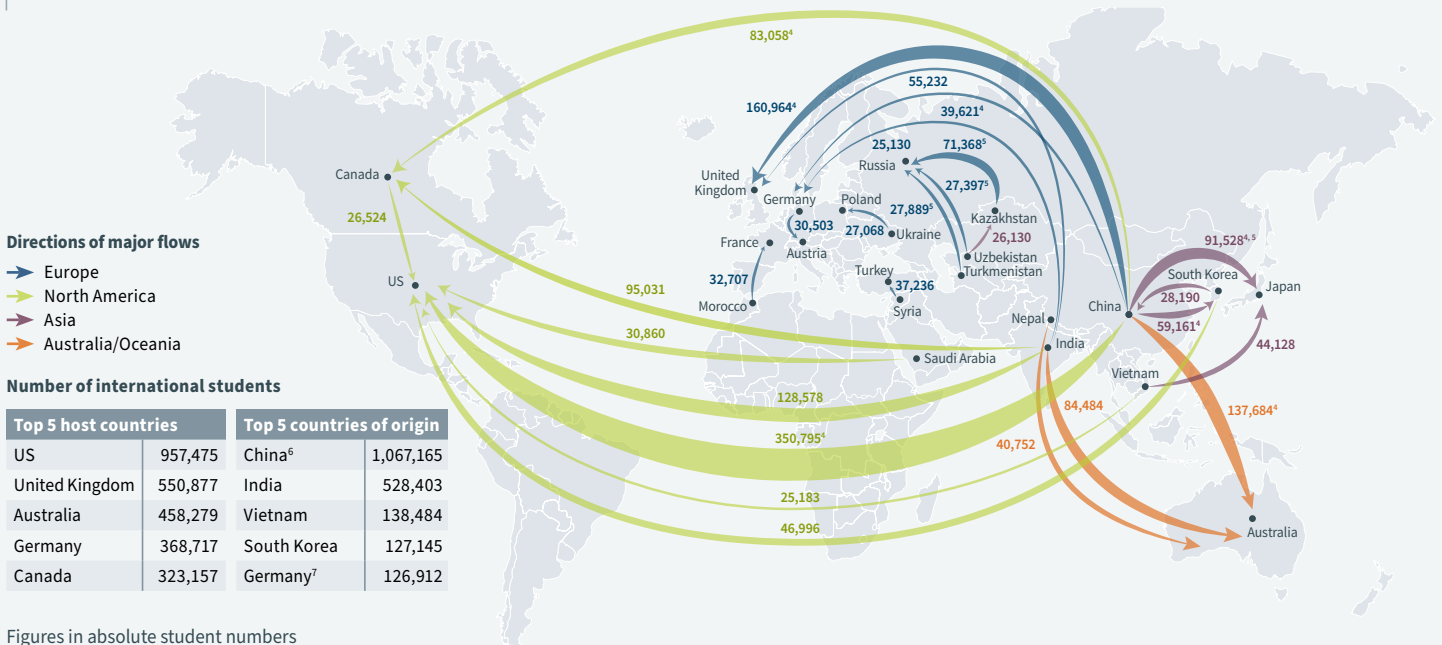 83,058⁴
55,232
160,964⁴
39,621⁴
25,130
71,368⁵
Russia
Canada
United
Kingdom
27,397⁵
Germany
Poland
27,889⁵
Kazakhstan
26,524
30,503
27,068
Ukraine
26,130
Directions of major flows
Europe
North America
Asia
Australia/Oceania
France
Austria
Uzbekistan
91,528⁴˒ ⁵
Turkey
Turkmenistan
South Korea
US
32,707
37,236
Japan
95,031
28,190
Morocco
Syria
Nepal
China
59,161⁴
30,860
India
44,128
Saudi Arabia
Vietnam
128,578
84,484
137,684⁴
350,795⁴
40,752
25,183
46,996
Australia
Number of international students
Top 5 host countries Top 5 countries of origin
US 957,475 China⁶ 1,067,165
United Kingdom 550,877 India 528,403
Australia 458,279 Vietnam 138,484
Germany 368,717 South Korea 127,145
Canada 323,157 Germany⁷ 126,912
Figures in absolute student numbers